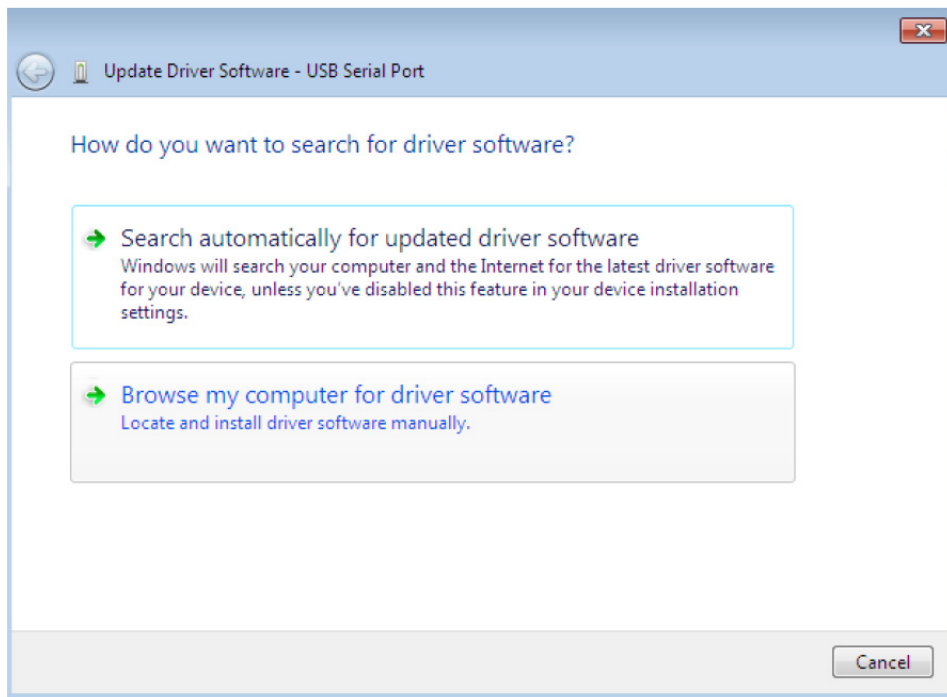 Update Driver Software - USB Serial Port
How do you want to search for driver software?
Search automatically for updated driver software
Windows will search your computer and the Internet for the latest driver software
for your device, unless you've disabled this feature in your device installation
settings.
Browse my computer for driver software
Locate and install driver software manually.
Cancel